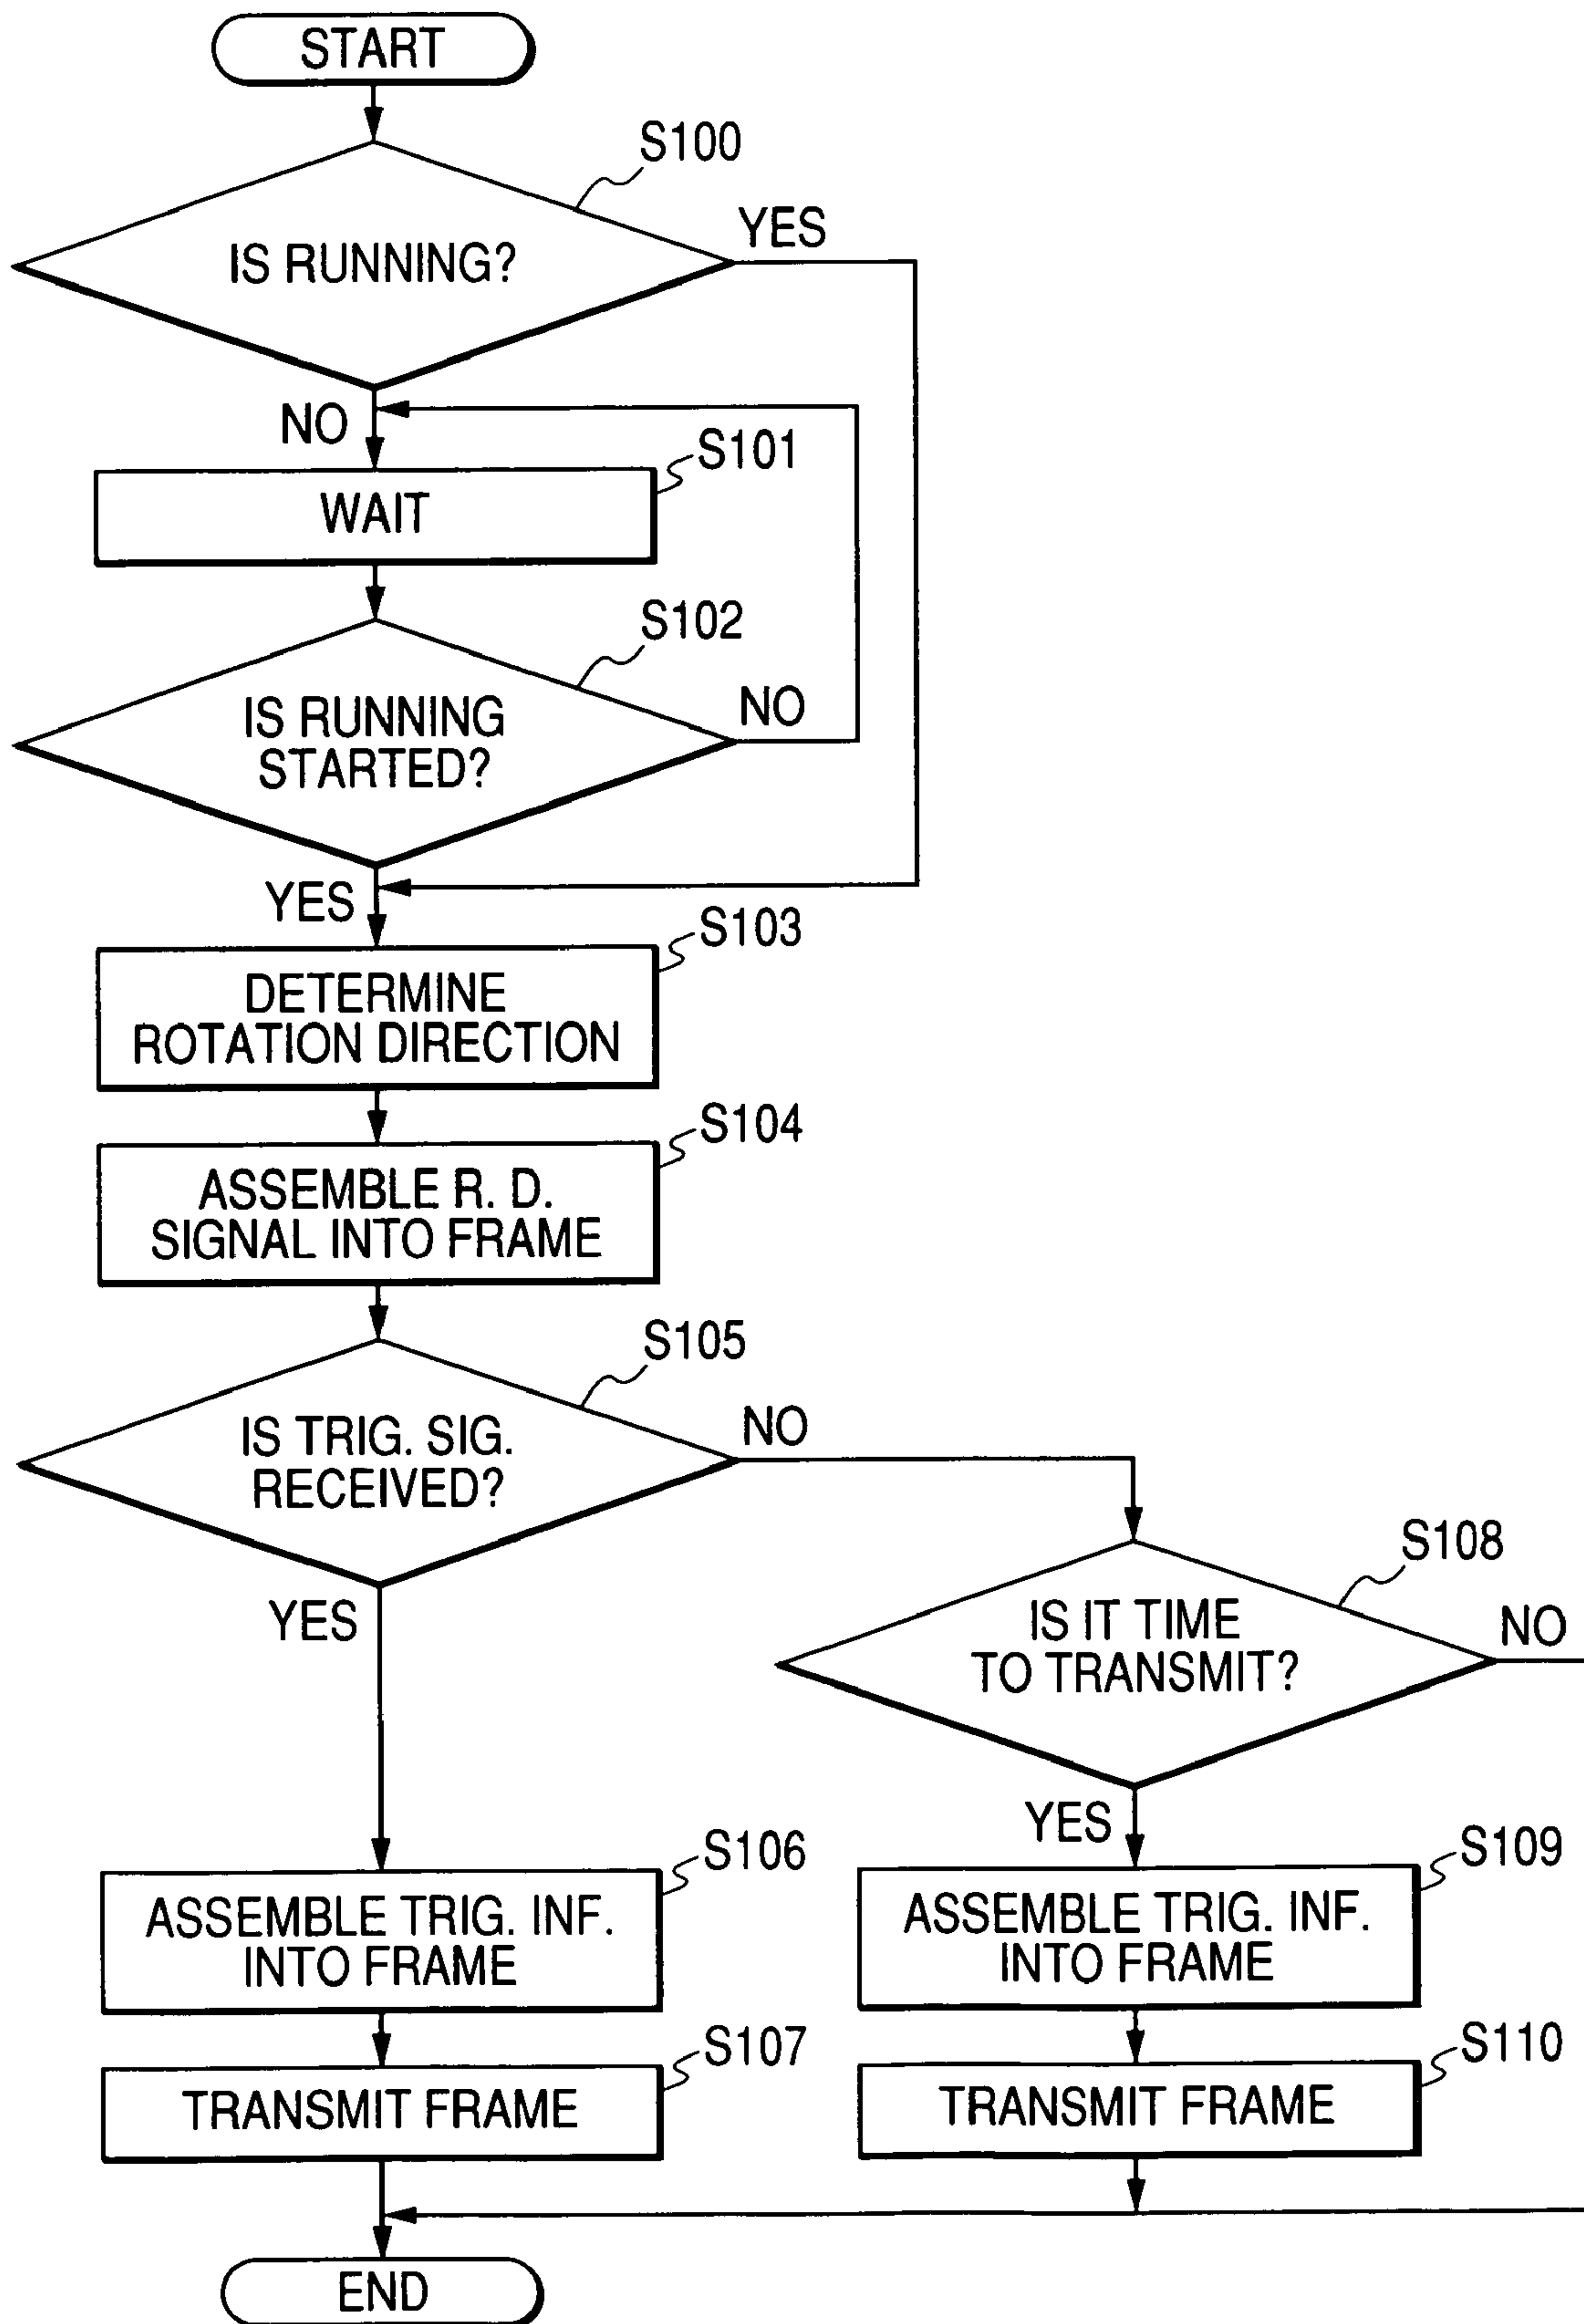 START
S100
IS RUNNING?
YES
NO
S101
WAIT
S102
IS RUNNING
STARTED?
NO
YES
S103
DETERMINE
ROTATION DIRECTION
S104
ASSEMBLE R. D.
SIGNAL INTO FRAME
S105
IS TRIG. SIG.
RECEIVED?
NO
YES
S108
IS IT TIME
TO TRANSMIT?
NO
YES
S106
ASSEMBLE TRIG. INF.
INTO FRAME
S109
ASSEMBLE TRIG. INF.
INTO FRAME
S107
TRANSMIT FRAME
S110
TRANSMIT FRAME
END